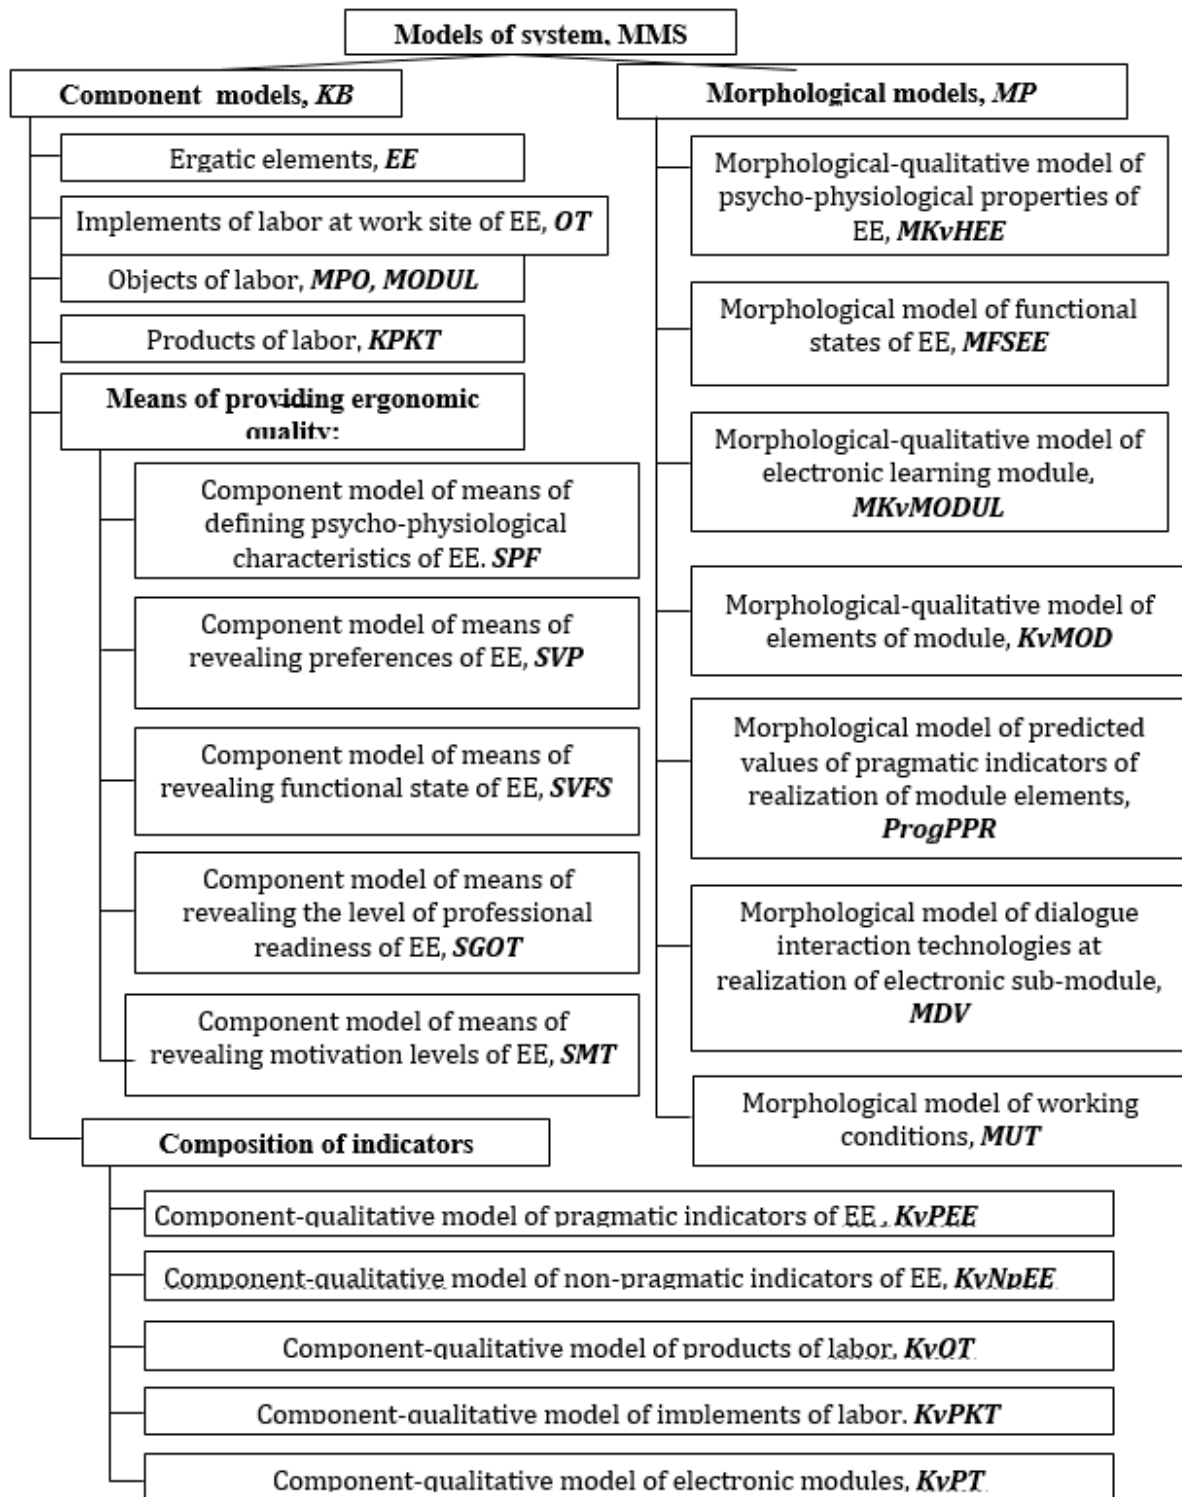 Models of system, MMS
Component models, KB
Ergatic elements, EE
Implements of labor at work site of EE, OT
Objects of labor, MPO, MODUL
Products of labor, KPKT
Means of providing ergonomic
quality:
Component model of means of
defining psycho-physiological
characteristics of EE. SPF
Component model of means of
revealing preferences of EE, SVP
Component model of means of
revealing functional state of EE, SVFS
Component model of means of
revealing the level of professional
readiness of EE, SGOT
Component model of means of
revealing motivation levels of EE, SMT
Morphological models, MP
Morphological-qualitative model of
psycho-physiological properties of
EE, MKvHEE
Morphological model of functional
states of EE, MFSEE
Morphological-qualitative model of
electronic learning module,
MKvMODUL
Morphological-qualitative model of
elements of module, KvMOD
Morphological model of predicted
values of pragmatic indicators of
realization of module elements,
ProgPPR
Morphological model of dialogue
interaction technologies at
realization of electronic sub-module,
MDV
Morphological model of working
conditions, MUT
Composition of indicators
Component-qualitative model of pragmatic indicators of EE , KvPEE
Component-qualitative model of non-pragmatic indicators of EE, KvNpEE
Component-qualitative model of products of labor, KvOT
Component-qualitative model of implements of labor. KvPKT
Component-qualitative model of electronic modules, KvPT